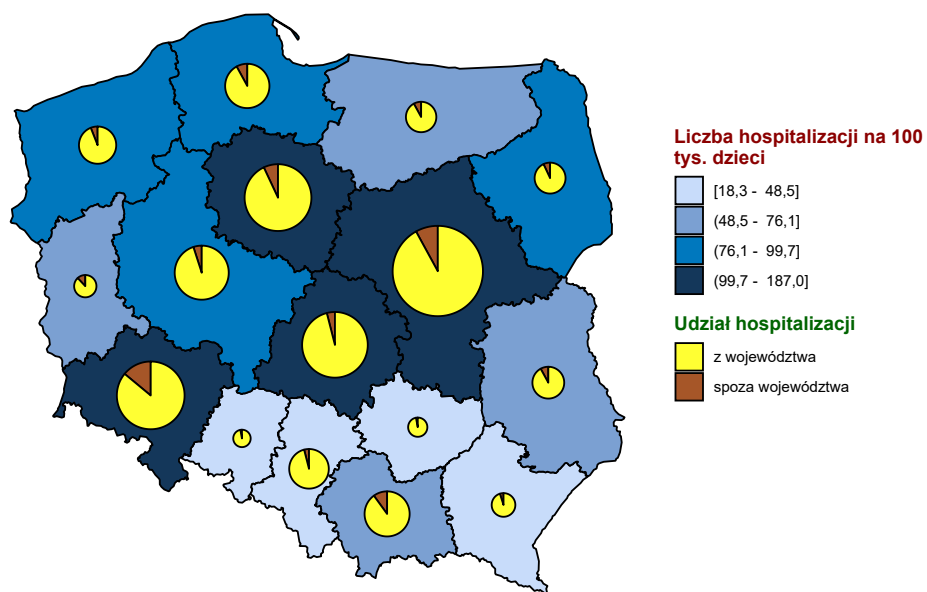 Liczba hospitalizacji na 100
tys. dzieci
[18,3 - 48,5]
(48,5 - 76,1]
(76,1 - 99,7]
(99,7 - 187,0]
Udział hospitalizacji
z województwa
spoza województwa